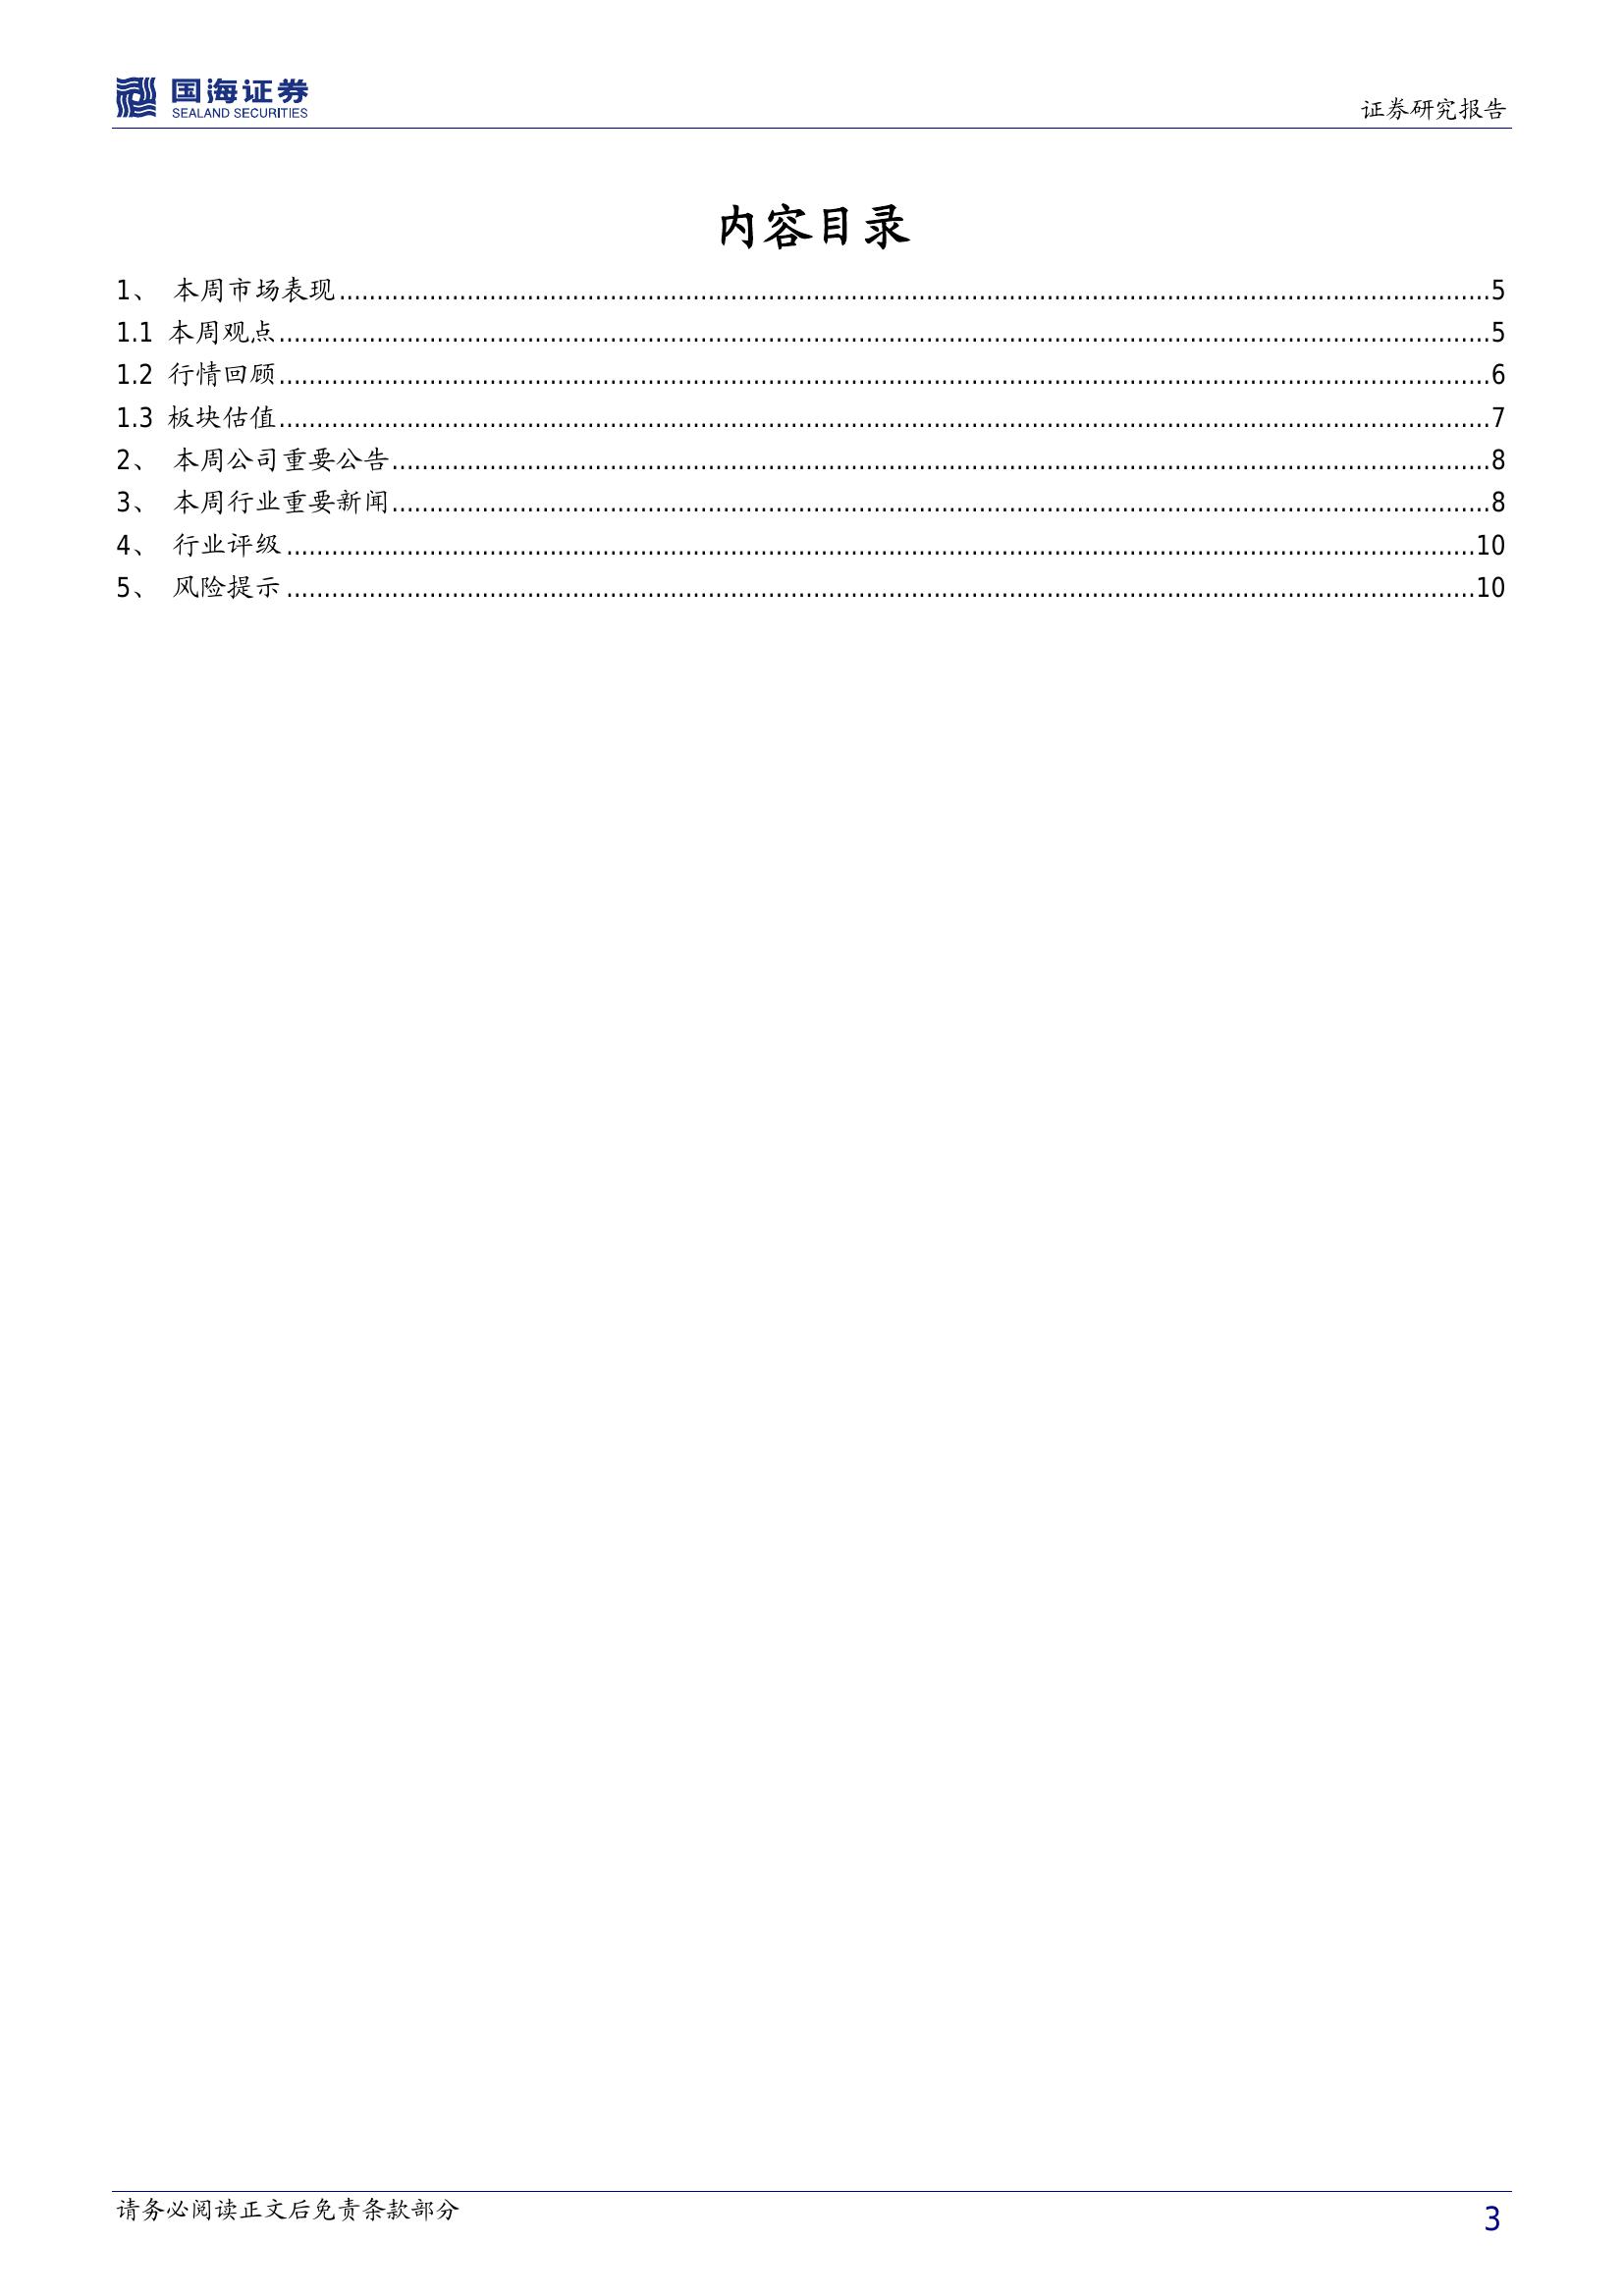 国海证券
SEALAND SECURITIES
证券研究报告
内容目录
1、 本周市场表现................................................................5
1.1 本周观点................................................................5
1.2 行情回顾................................................................6
1.3 板块估值................................................................7
2、 本周公司重要公告................................................................8
3、 本周行业重要新闻................................................................8
4、 行业评级................................................................10
5、 风险提示................................................................10
请务必阅读正文后免责条款部分
3